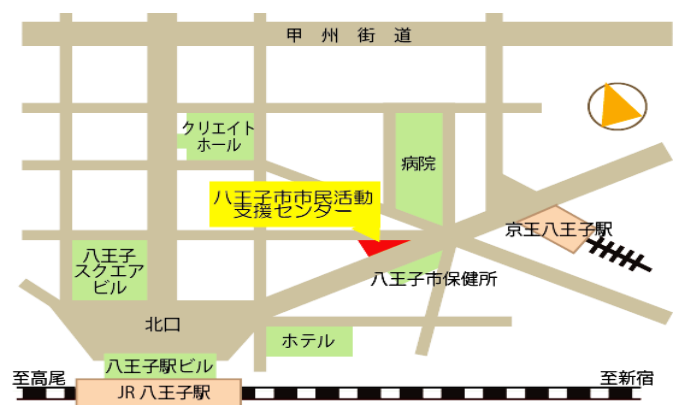 甲州街道
クリエイト
ホール
病院
八王子市市民活動
支援センター
京王八王子駅
八王子
スクエア
ビル
八王子市保健所
北口
ホテル
八王子駅ビル
至高尾
至新宿
JR 八王子駅